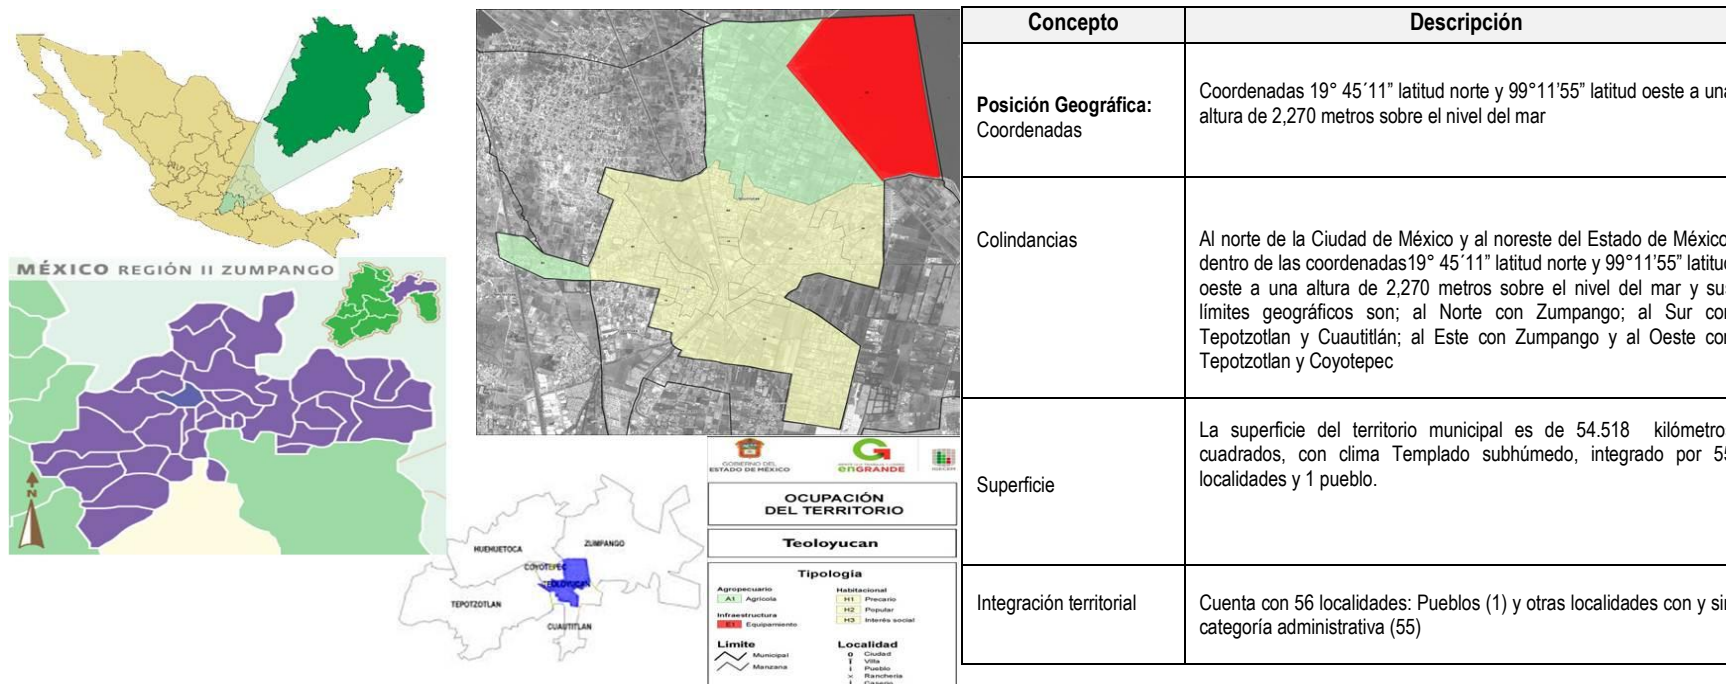 MÉXICO REGIÓN II ZUMPANGO
N
HUEHUETOCA
ZUMPANGO
COYOTEPEC
TEOLOYUCAN
TEPOTZOTLAN
CUAUTITLAN
GOBIERNO DEL
ESTADO DE MÉXICO
enGRANDE
OCUPACIÓN
DEL TERRITORIO
Teoloyucan
Tipología
Agropecuario
A1 Agrícola
Infraestructura
E1 Equipamiento
Habitacional
H1 Precario
H2 Popular
H3 Interés social
Límite
Municipal
Manzana
Localidad
Ciudad
Villa
Pueblo
Ranchería
Caserío
Concepto Descripción
Posición Geográfica:
Coordenadas
Coordenadas 19° 45´11” latitud norte y 99°11’55” latitud oeste a una
altura de 2,270 metros sobre el nivel del mar
Colindancias
Al norte de la Ciudad de México y al noreste del Estado de México
dentro de las coordenadas19° 45´11” latitud norte y 99°11’55” latitud
oeste a una altura de 2,270 metros sobre el nivel del mar y sus
límites geográficos son; al Norte con Zumpango; al Sur con
Tepotzotlan y Cuautitlán; al Este con Zumpango y al Oeste con
Tepotzotlan y Coyotepec
Superficie
La superficie del territorio municipal es de 54.518 kilómetro
cuadrados, con clima Templado subhúmedo, integrado por 55
localidades y 1 pueblo.
Integración territorial
Cuenta con 56 localidades: Pueblos (1) y otras localidades con y sin
categoría administrativa (55)